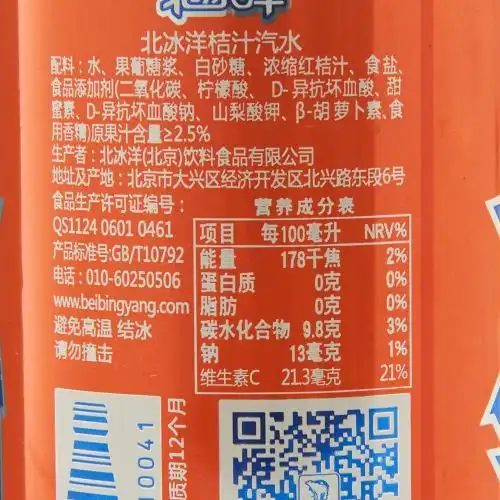 北冰洋桔汁汽水
配料：水、果葡糖浆、白砂糖、浓缩红桔汁、食盐、
食品添加剂(二氧化碳、柠檬酸、D-异抗坏血酸、甜
蜜素、D-异抗坏血酸钠、山梨酸钾、β-胡萝卜素、食
用香精)原果汁含量≥2.5%
生产者：北冰洋(北京)饮料食品有限公司
地址及产地：北京市大兴区经济开发区北兴路东段6号
食品生产许可证编号：
QS1124 0601 0461
产品标准号:GB/T10792
电话：010-60250506
www.beibingyang.com
避免高温 结冰
请勿撞击
营养成分表
项目 每100毫升 NRV%
能量 178千焦 2%
蛋白质 0克 0%
脂肪 0克 0%
碳水化合物 9.8克 3%
钠 13毫克 1%
维生素C 21.3毫克 21%
10041
质期12个月